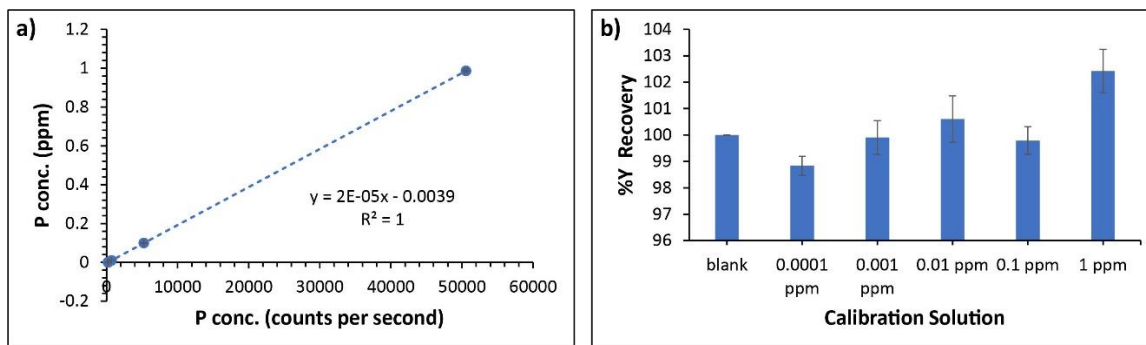 a)
1.2
1
0.8
0.6
0.4
0.2
0
-0.2
P conc. (ppm)
y = 2E-05x - 0.0039
R² = 1
0 10000 20000 30000 40000 50000 60000
P conc. (counts per second)
b)
104
103
102
101
100
99
98
97
96
%Y Recovery
blank 0.0001 0.001 0.01 ppm 0.1 ppm 1 ppm
ppm ppm
Calibration Solution